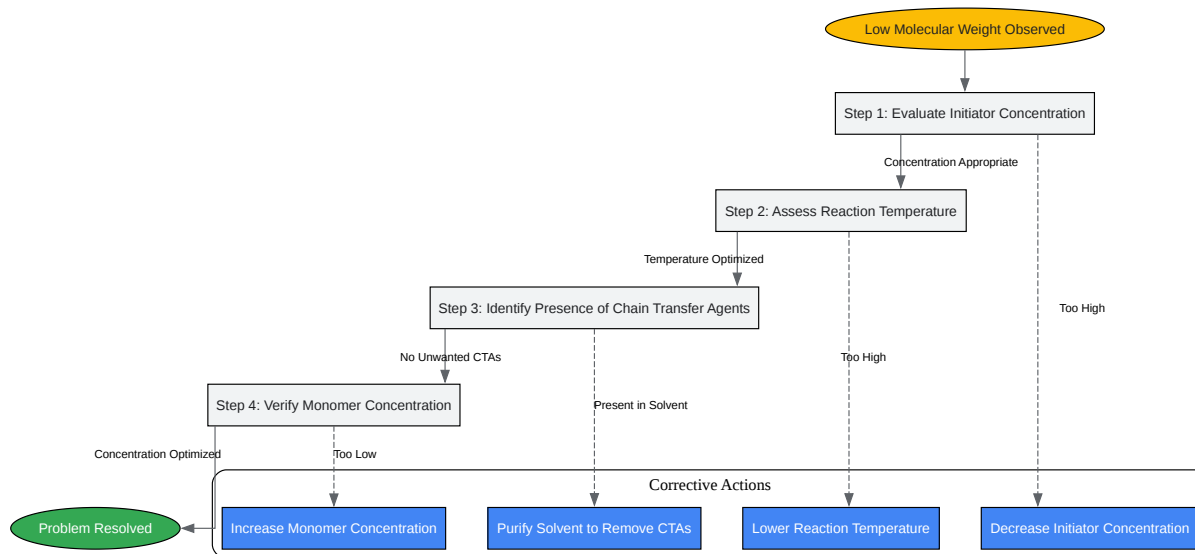 Low Molecular Weight Observed
Step 1: Evaluate Initiator Concentration
Concentration Appropriate
Step 2: Assess Reaction Temperature
Temperature Optimized
Step 3: Identify Presence of Chain Transfer Agents
Too High
No Unwanted CTAs
Too High
Step 4: Verify Monomer Concentration
Present in Solvent
Concentration Optimized
Too Low
Corrective Actions
Problem Resolved
Increase Monomer Concentration
Purify Solvent to Remove CTAs
Lower Reaction Temperature
Decrease Initiator Concentration